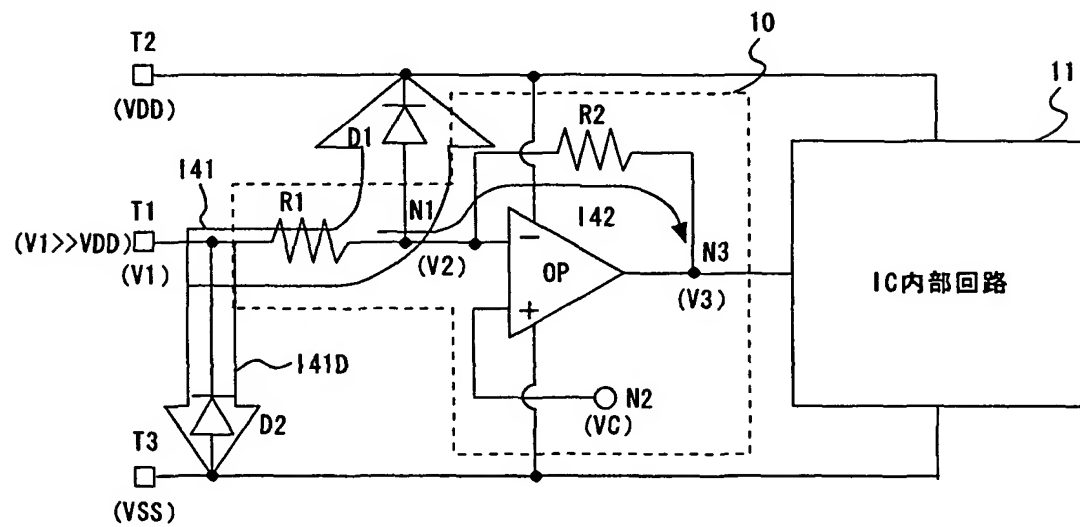 10
T2
(VDD)
11
D1
R2
I41
R1
N1
I42
T1
(V1>>VDD)
(V1)
(V2)
−
OP
+
N3
(V3)
IC内部回路
I41D
N2
(VC)
D2
T3
(VSS)